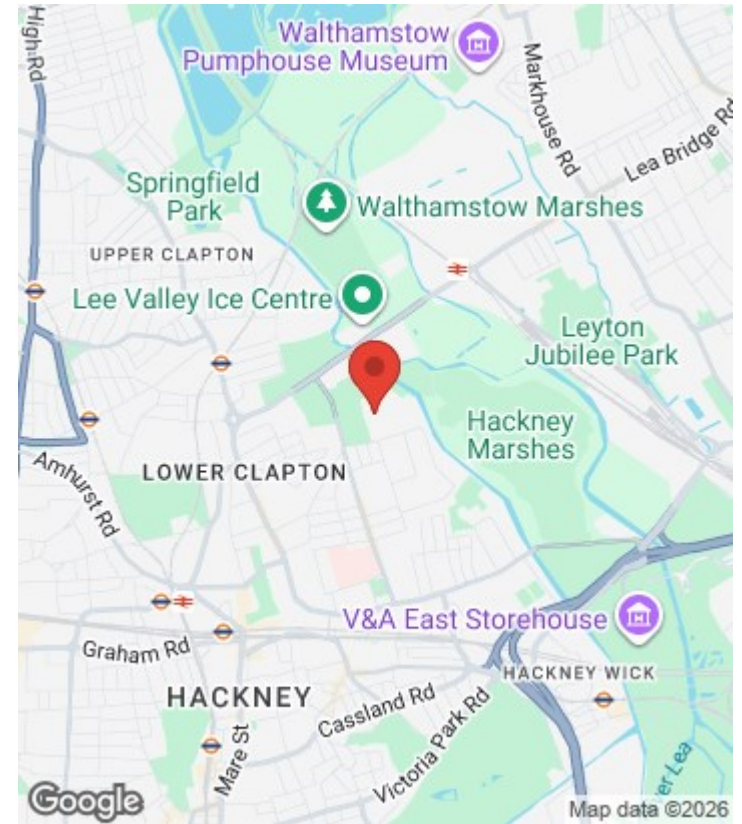 High Rd
Walthamstow
Pumphouse Museum
Markhouse Rd
Lea Bridge Rd
Springfield
Park
Walthamstow Marshes
UPPER CLAPTON
Lee Valley Ice Centre
Leyton
Jubilee Park
Hackney
Marshes
LOWER CLAPTON
Amhurst Rd
V&A East Storehouse
Graham Rd
HACKNEY WICK
HACKNEY
Cassland Rd
Victoria Park Rd
Mare St
er Lea
Google
Map data ©2026